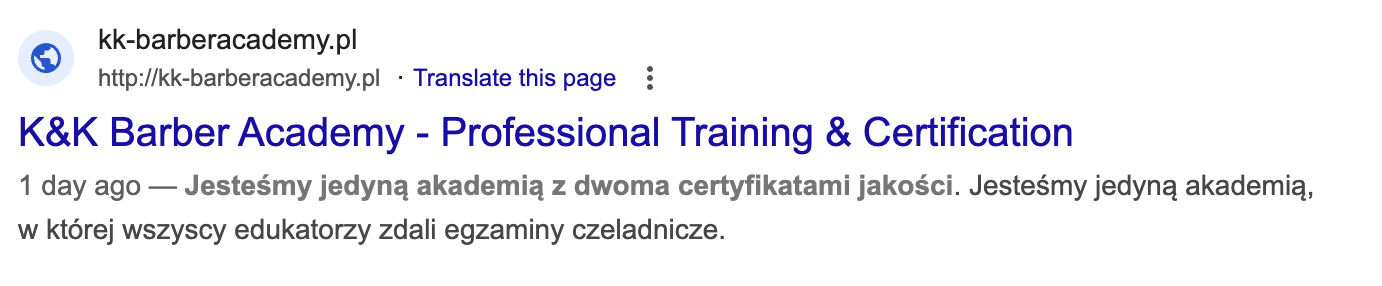 kk-barberacademy.pl
http://kk-barberacademy.pl · Translate this page
K&K Barber Academy - Professional Training & Certification
1 day ago — Jesteśmy jedyną akademią z dwoma certyfikatami jakości. Jesteśmy jedyną akademią,
w której wszyscy edukatorzy zdali egzaminy czeladnicze.